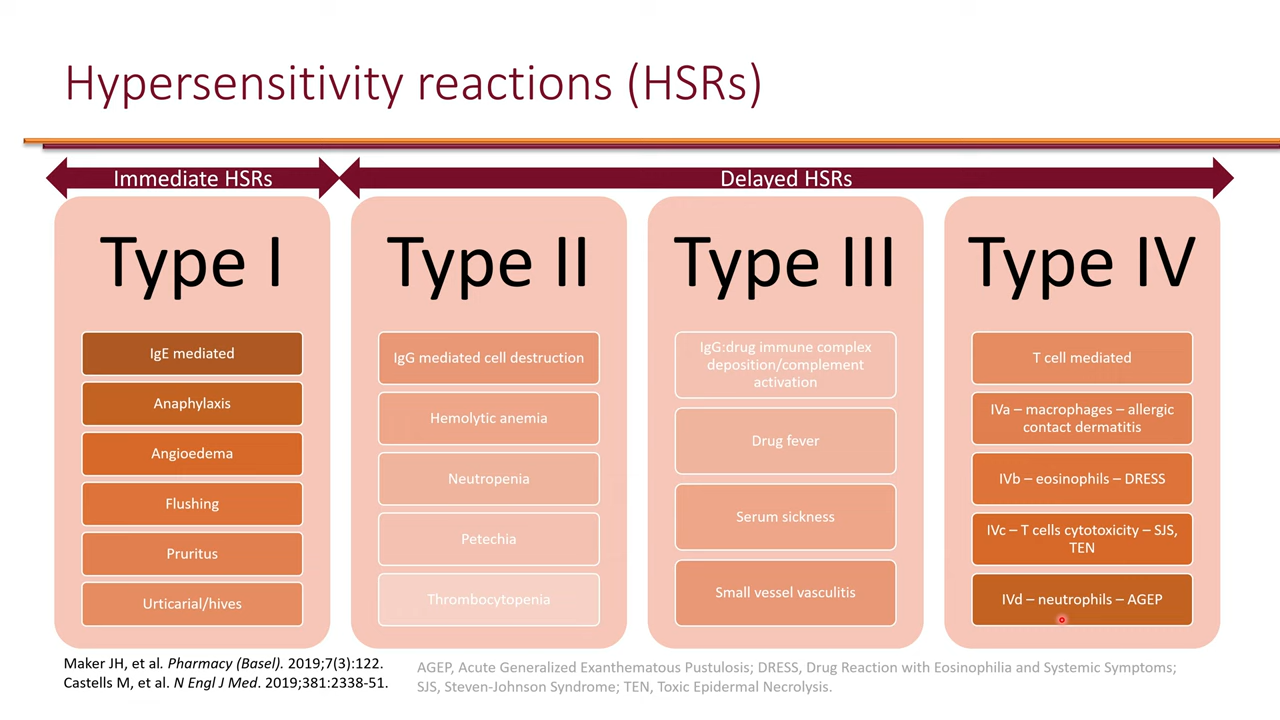 Hypersensitivity reactions (HSRs)
Immediate HSRs
Delayed HSRs
Type I
IgE mediated
Anaphylaxis
Angioedema
Flushing
Pruritus
Urticarial/hives
Type II
IgG mediated cell destruction
Hemolytic anemia
Neutropenia
Petechia
Thrombocytopenia
Type III
IgG:drug immune complex
deposition/complement
activation
Drug fever
Serum sickness
Small vessel vasculitis
Type IV
T cell mediated
IVa – macrophages – allergic
contact dermatitis
IVb – eosinophils – DRESS
IVc – T cells cytotoxicity – SJS,
TEN
IVd – neutrophils – AGEP
Maker JH, et al. Pharmacy (Basel). 2019;7(3):122.
Castells M, et al. N Engl J Med. 2019;381:2338-51.
AGEP, Acute Generalized Exanthematous Pustulosis; DRESS, Drug Reaction with Eosinophilia and Systemic Symptoms;
SJS, Steven-Johnson Syndrome; TEN, Toxic Epidermal Necrolysis.